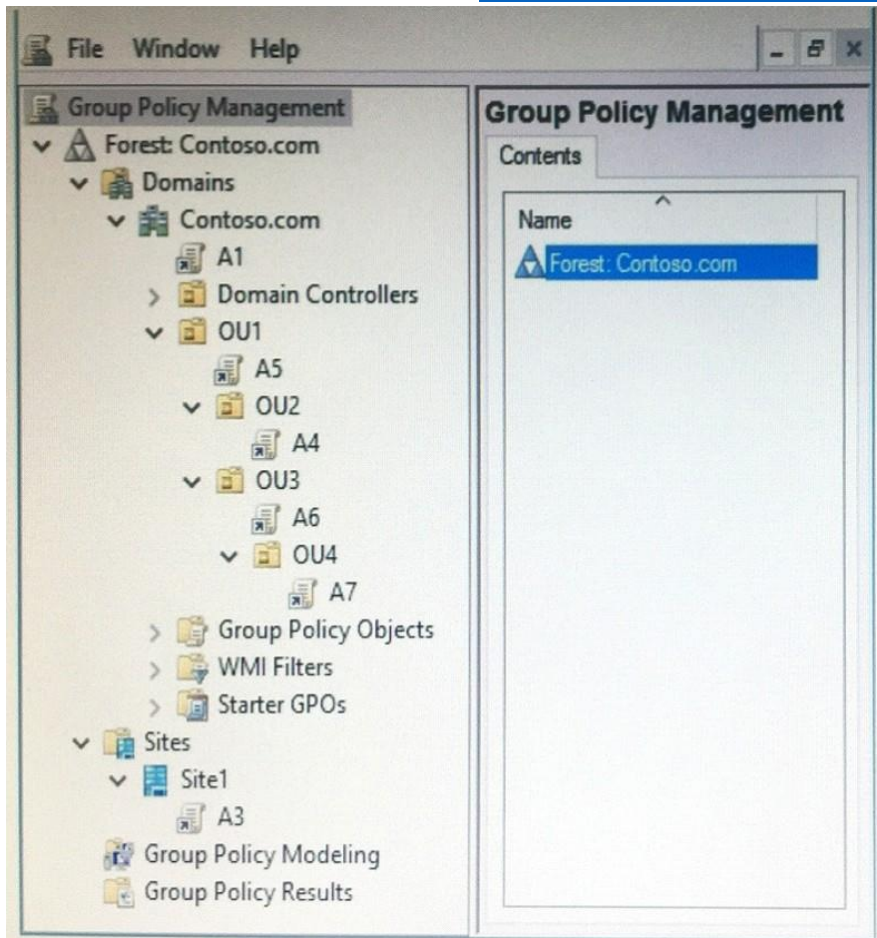 File Window Help
Group Policy Management
Forest: Contoso.com
Domains
Contoso.com
A1
Domain Controllers
OU1
A5
OU2
A4
OU3
A6
OU4
A7
Group Policy Objects
WMI Filters
Starter GPOs
Sites
Site1
A3
Group Policy Modeling
Group Policy Results
Group Policy Management
Contents
Name
Forest: Contoso.com